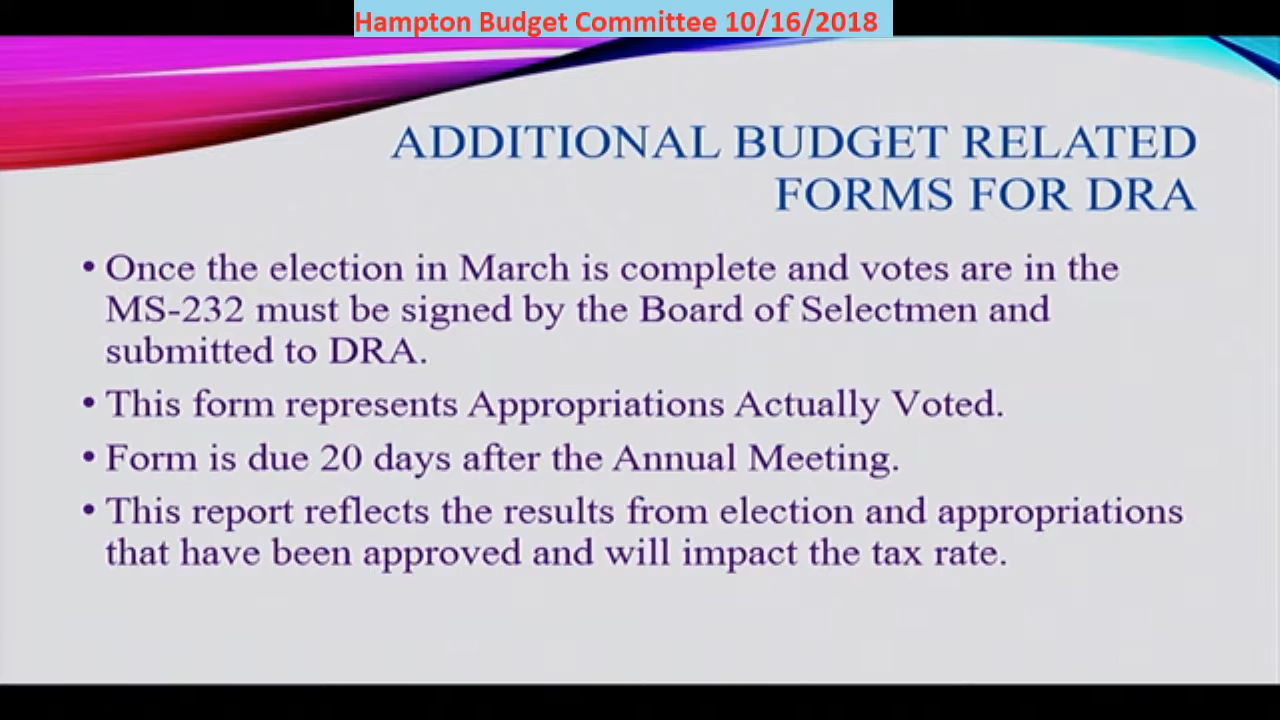 Hampton Budget Committee 10/16/2018
ADDITIONAL BUDGET RELATED
FORMS FOR DRA
• Once the election in March is complete and votes are in the
MS-232 must be signed by the Board of Selectmen and
submitted to DRA.
• This form represents Appropriations Actually Voted.
• Form is due 20 days after the Annual Meeting.
• This report reflects the results from election and appropriations
that have been approved and will impact the tax rate.